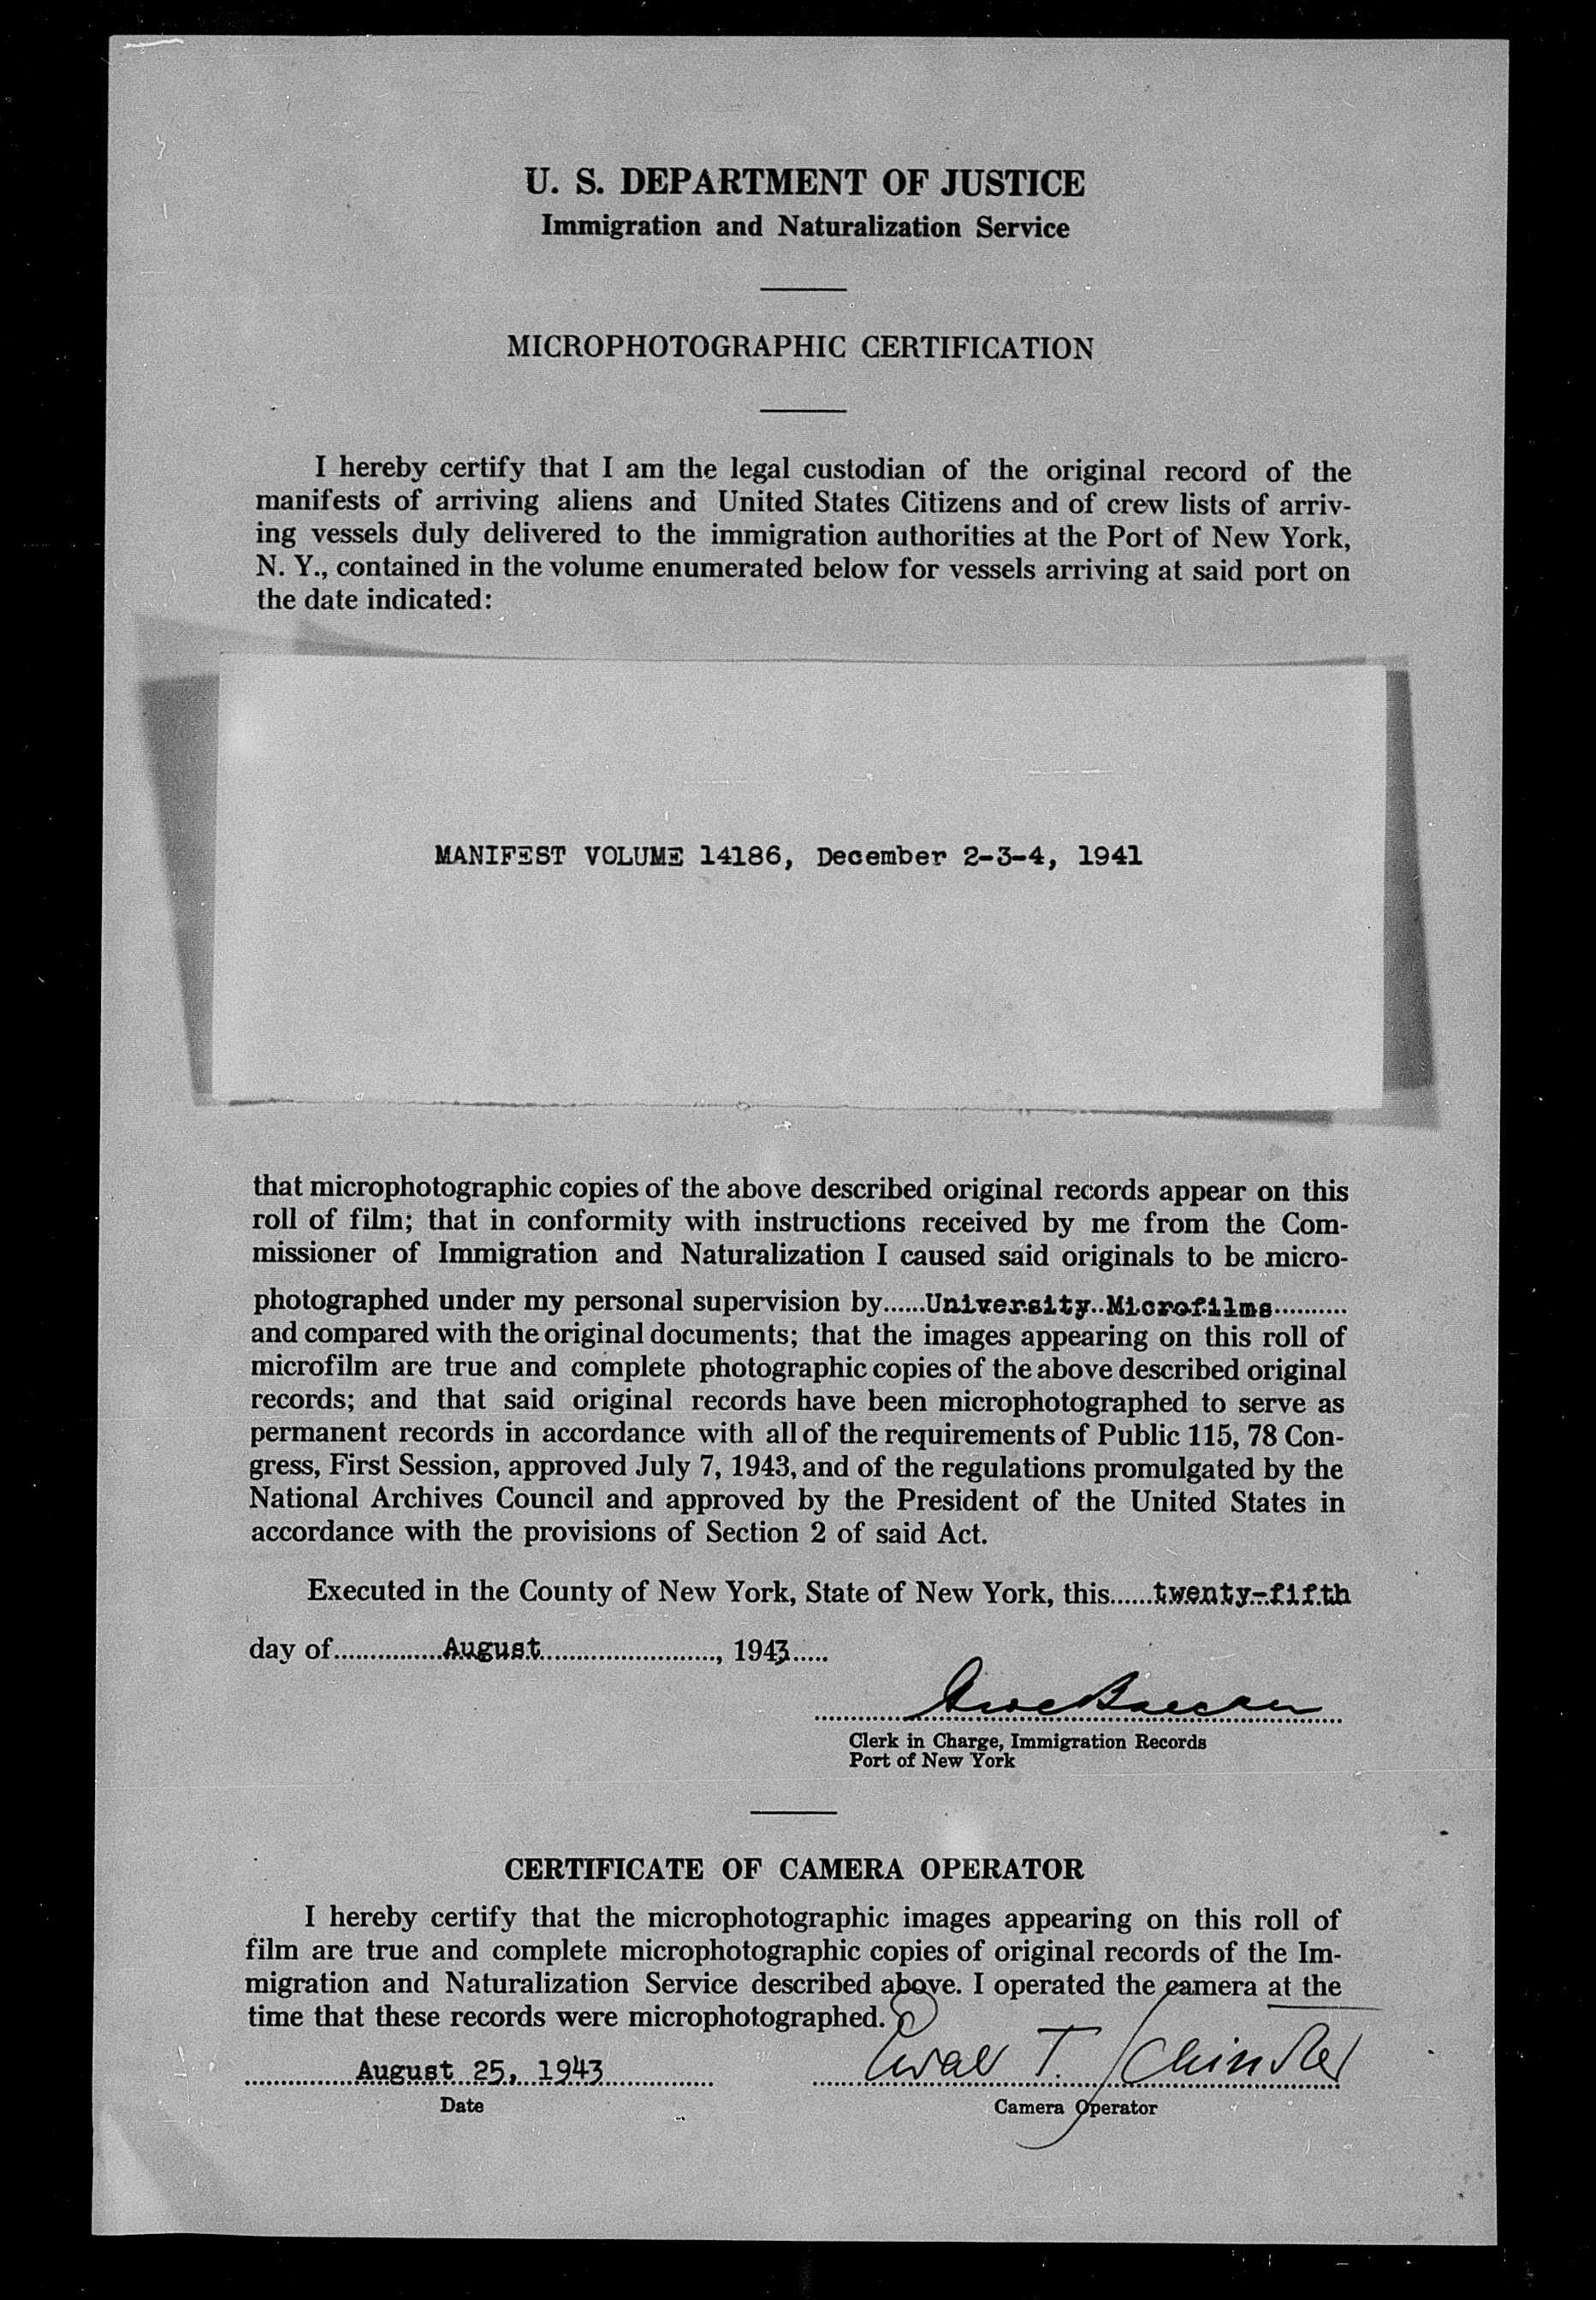 U. S. DEPARTMENT OF JUSTICE
Immigration and Naturalization Service
MICROPHOTOGRAPHIC CERTIFICATION
I hereby certify that I am the legal custodian of the original record of the
manifests of arriving aliens and United States Citizens and of crew lists of arriv-
ing vessels duly delivered to the immigration authorities at the Port of New York,
N. Y., contained in the volume enumerated below for vessels arriving at said port on
the date indicated:
MANIFEST VOLUME 14186, December 2-3-4, 1941
that microphotographic copies of the above described original records appear on this
roll of film; that in conformity with instructions received by me from the Com-
missioner of Immigration and Naturalization I caused said originals to be micro-
photographed under my personal supervision by......University Microfilms..........
and compared with the original documents; that the images appearing on this roll of
microfilm are true and complete photographic copies of the above described original
records; and that said original records have been microphotographed to serve as
permanent records in accordance with all of the requirements of Public 115, 78 Con-
gress, First Session, approved July 7, 1943, and of the regulations promulgated by the
National Archives Council and approved by the President of the United States in
accordance with the provisions of Section 2 of said Act.
Executed in the County of New York, State of New York, this......twenty-fifth
day of...............August........................, 1943.....
Clerk in Charge, Immigration Records
Port of New York
CERTIFICATE OF CAMERA OPERATOR
I hereby certify that the microphotographic images appearing on this roll of
film are true and complete microphotographic copies of original records of the Im-
migration and Naturalization Service described above. I operated the camera at the
time that these records were microphotographed.
August 25, 1943 T. Schindler
Date
Camera Operator